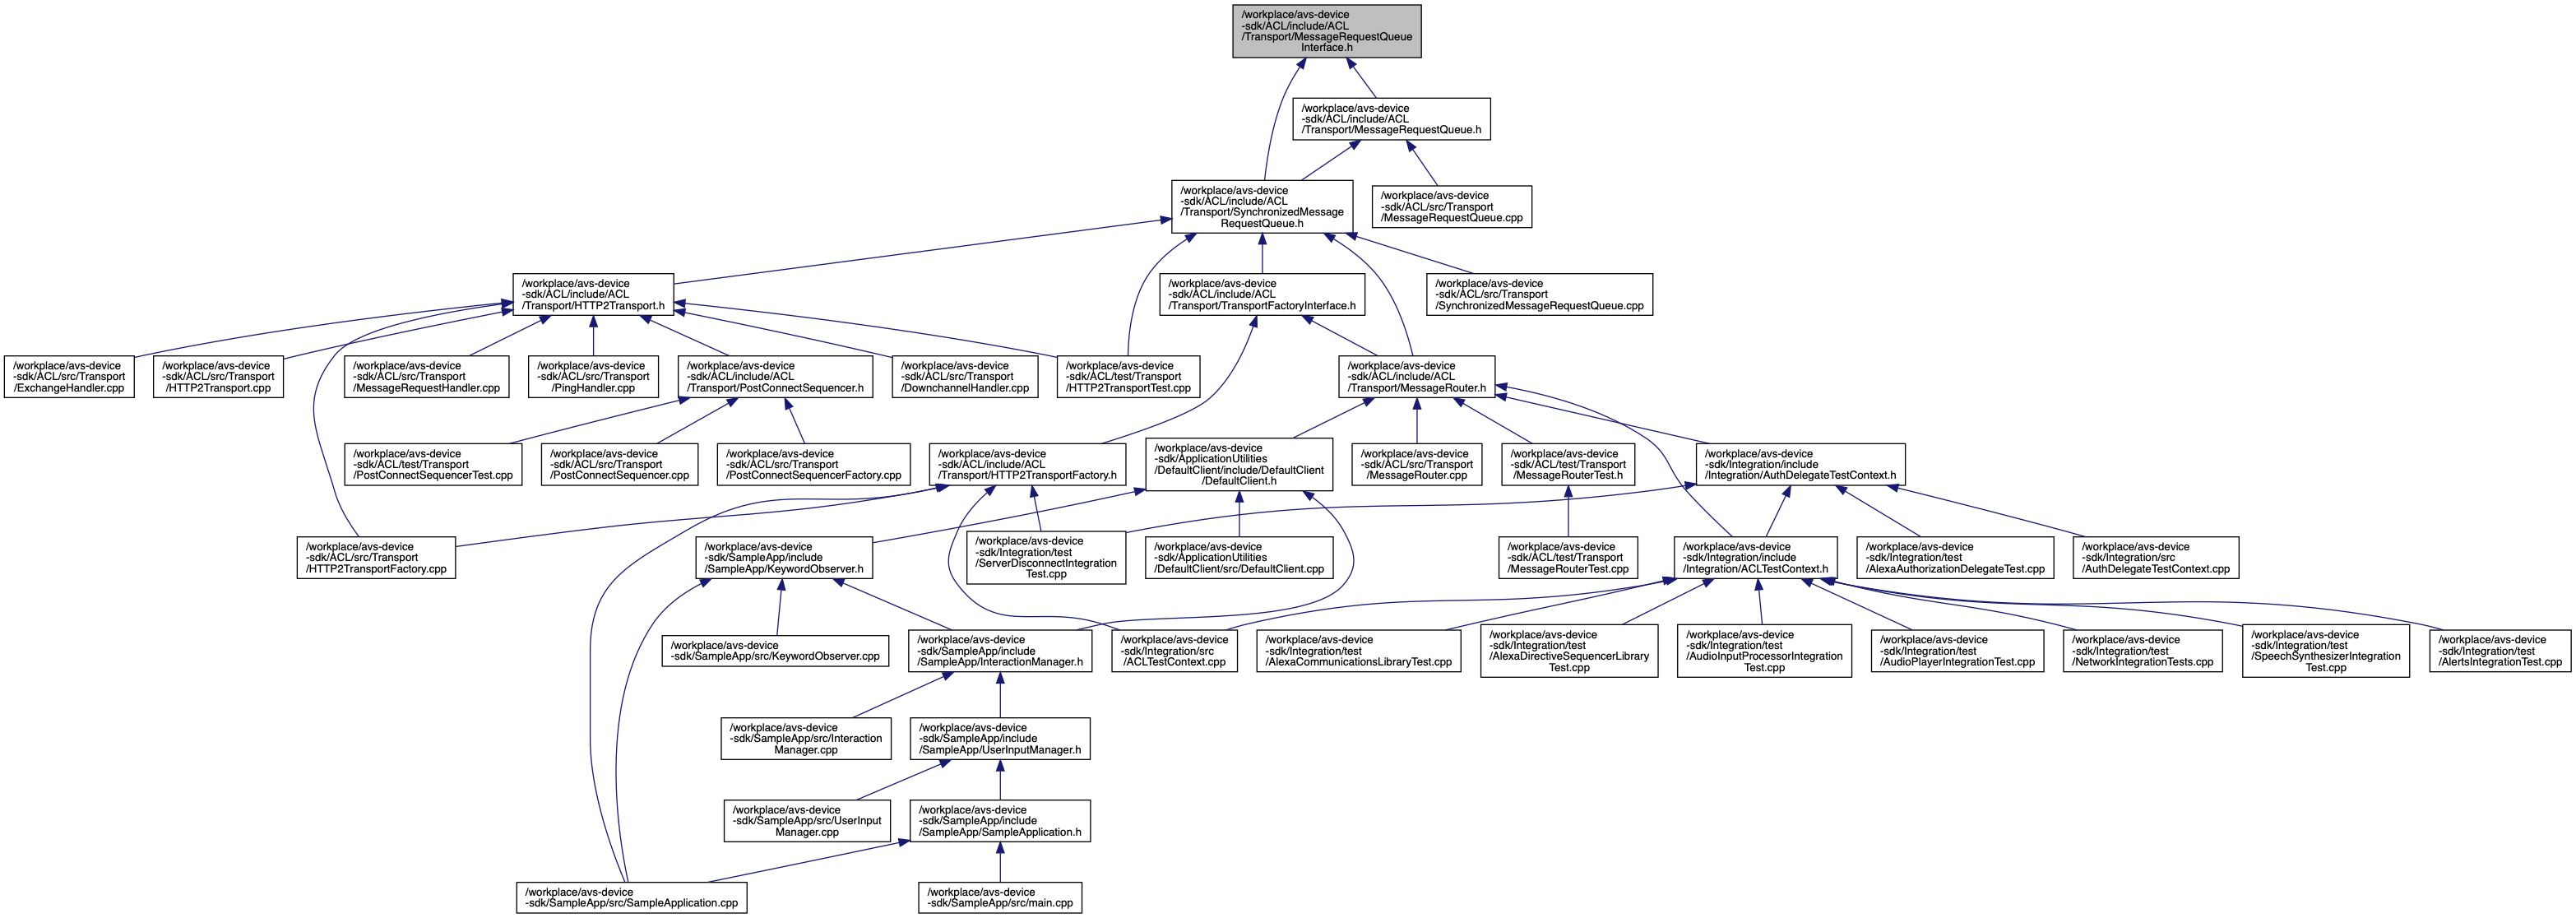 /workplace/avs-device
-sdk/ACL/include/ACL
/Transport/MessageRequestQueue
Interface.h
/workplace/avs-device
-sdk/ACL/include/ACL
/Transport/MessageRequestQueue.h
/workplace/avs-device
-sdk/ACL/include/ACL
/Transport/SynchronizedMessage
RequestQueue.h
/workplace/avs-device
-sdk/ACL/src/Transport
/MessageRequestQueue.cpp
/workplace/avs-device
-sdk/ACL/include/ACL
/Transport/HTTP2Transport.h
/workplace/avs-device
-sdk/ACL/include/ACL
/Transport/TransportFactoryInterface.h
/workplace/avs-device
-sdk/ACL/src/Transport
/SynchronizedMessageRequestQueue.cpp
/workplace/avs-device
-sdk/ACL/src/Transport
/ExchangeHandler.cpp
/workplace/avs-device
-sdk/ACL/src/Transport
/HTTP2Transport.cpp
/workplace/avs-device
-sdk/ACL/src/Transport
/MessageRequestHandler.cpp
/workplace/avs-device
-sdk/ACL/src/Transport
/PingHandler.cpp
/workplace/avs-device
-sdk/ACL/include/ACL
/Transport/PostConnectSequencer.h
/workplace/avs-device
-sdk/ACL/src/Transport
/DownchannelHandler.cpp
/workplace/avs-device
-sdk/ACL/test/Transport
/HTTP2TransportTest.cpp
/workplace/avs-device
-sdk/ACL/include/ACL
/Transport/MessageRouter.h
/workplace/avs-device
-sdk/ACL/test/Transport
/PostConnectSequencerTest.cpp
/workplace/avs-device
-sdk/ACL/src/Transport
/PostConnectSequencer.cpp
/workplace/avs-device
-sdk/ACL/src/Transport
/PostConnectSequencerFactory.cpp
/workplace/avs-device
-sdk/ACL/include/ACL
/Transport/HTTP2TransportFactory.h
/workplace/avs-device
-sdk/ApplicationUtilities
/DefaultClient/include/DefaultClient
/DefaultClient.h
/workplace/avs-device
-sdk/ACL/src/Transport
/MessageRouter.cpp
/workplace/avs-device
-sdk/ACL/test/Transport
/MessageRouterTest.h
/workplace/avs-device
-sdk/Integration/include
/Integration/AuthDelegateTestContext.h
/workplace/avs-device
-sdk/ACL/src/Transport
/HTTP2TransportFactory.cpp
/workplace/avs-device
-sdk/SampleApp/include
/SampleApp/KeywordObserver.h
/workplace/avs-device
-sdk/Integration/test
/ServerDisconnectIntegration
Test.cpp
/workplace/avs-device
-sdk/ApplicationUtilities
/DefaultClient/src/DefaultClient.cpp
/workplace/avs-device
-sdk/ACL/test/Transport
/MessageRouterTest.cpp
/workplace/avs-device
-sdk/Integration/include
/Integration/ACLTestContext.h
/workplace/avs-device
-sdk/Integration/test
/AlexaAuthorizationDelegateTest.cpp
/workplace/avs-device
-sdk/Integration/src
/AuthDelegateTestContext.cpp
/workplace/avs-device
-sdk/SampleApp/src/KeywordObserver.cpp
/workplace/avs-device
-sdk/SampleApp/include
/SampleApp/InteractionManager.h
/workplace/avs-device
-sdk/Integration/src
/ACLTestContext.cpp
/workplace/avs-device
-sdk/Integration/test
/AlexaCommunicationsLibraryTest.cpp
/workplace/avs-device
-sdk/Integration/test
/AlexaDirectiveSequencerLibrary
Test.cpp
/workplace/avs-device
-sdk/Integration/test
/AudioInputProcessorIntegration
Test.cpp
/workplace/avs-device
-sdk/Integration/test
/AudioPlayerIntegrationTest.cpp
/workplace/avs-device
-sdk/Integration/test
/NetworkIntegrationTests.cpp
/workplace/avs-device
-sdk/Integration/test
/SpeechSynthesizerIntegration
Test.cpp
/workplace/avs-device
-sdk/Integration/test
/AlertsIntegrationTest.cpp
/workplace/avs-device
-sdk/SampleApp/src/Interaction
Manager.cpp
/workplace/avs-device
-sdk/SampleApp/include
/SampleApp/UserInputManager.h
/workplace/avs-device
-sdk/SampleApp/src/UserInput
Manager.cpp
/workplace/avs-device
-sdk/SampleApp/include
/SampleApp/SampleApplication.h
/workplace/avs-device
-sdk/SampleApp/src/SampleApplication.cpp
/workplace/avs-device
-sdk/SampleApp/src/main.cpp